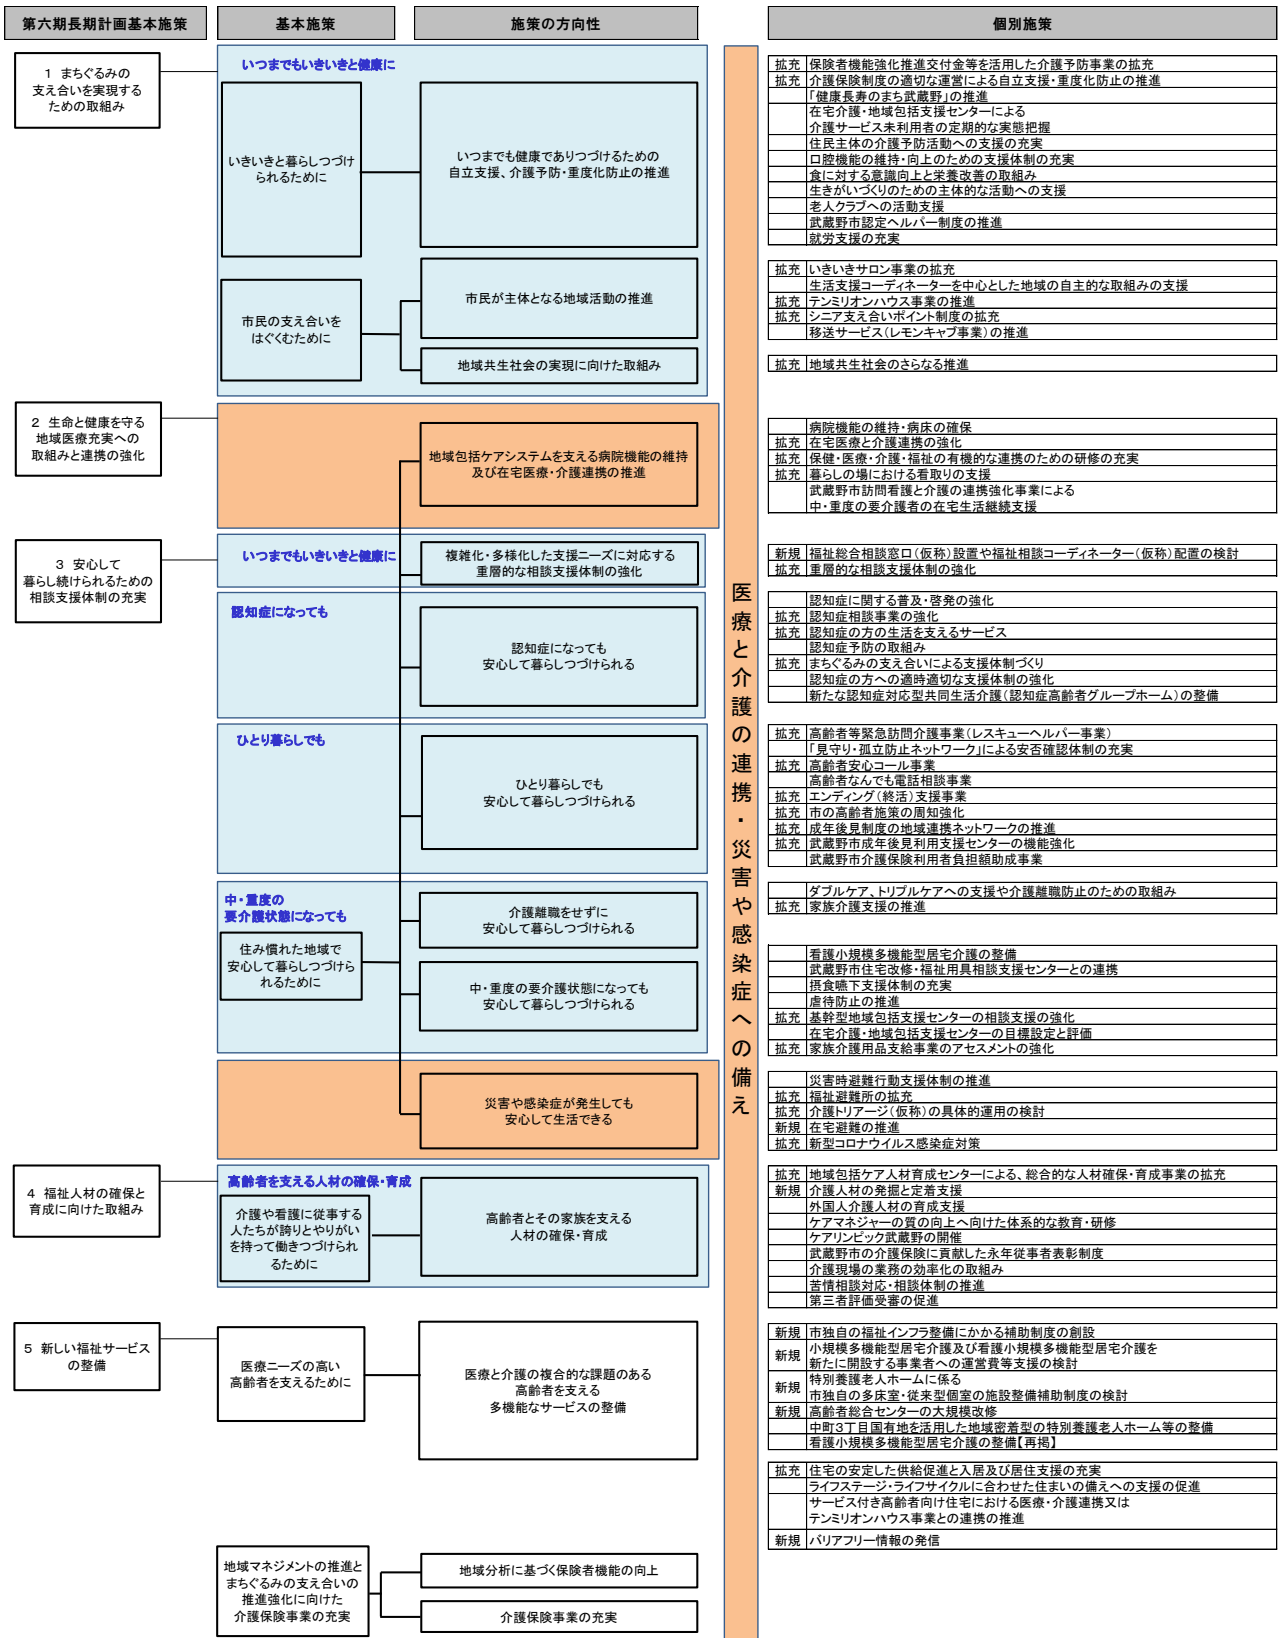 第六期長期計画基本施策
基本施策
施策の方向性
個別施策
1 まちぐるみの
支え合いを実現する
ための取組み
いつまでもいきいきと健康に
いきいきと暮らしつづけ
られるために
いつまでも健康でありつづけるための
自立支援、介護予防・重度化防止の推進
拡充 保険者機能強化推進交付金等を活用した介護予防事業の拡充
拡充 介護保険制度の適切な運営による自立支援・重度化防止の推進
「健康長寿のまち武蔵野」の推進
在宅介護・地域包括支援センターによる
介護サービス未利用者の定期的な実態把握
住民主体の介護予防活動への支援の充実
口腔機能の維持・向上のための支援体制の充実
食に対する意識向上と栄養改善の取組み
生きがいづくりのための主体的な活動への支援
老人クラブへの活動支援
武蔵野市認定ヘルパー制度の推進
就労支援の充実
市民の支え合いを
はぐくむために
市民が主体となる地域活動の推進
地域共生社会の実現に向けた取組み
拡充 いきいきサロン事業の拡充
生活支援コーディネーターを中心とした地域の自主的な取組みの支援
拡充 テンミリオンハウス事業の推進
拡充 シニア支え合いポイント制度の拡充
移送サービス(レモンキャブ事業)の推進
拡充 地域共生社会のさらなる推進
2 生命と健康を守る
地域医療充実への
取組みと連携の強化
地域包括ケアシステムを支える病院機能の維持
及び在宅医療・介護連携の推進
病院機能の維持・病床の確保
拡充 在宅医療と介護連携の強化
拡充 保健・医療・介護・福祉の有機的な連携のための研修の充実
拡充 暮らしの場における看取りの支援
武蔵野市訪問看護と介護の連携強化事業による
中・重度の要介護者の在宅生活継続支援
3 安心して
暮らし続けられるための
相談支援体制の充実
いつまでもいきいきと健康に
複雑化・多様化した支援ニーズに対応する
重層的な相談支援体制の強化
新規 福祉総合相談窓口(仮称)設置や福祉相談コーディネーター(仮称)配置の検討
拡充 重層的な相談支援体制の強化
認知症になっても
認知症になっても
安心して暮らしつづけられる
認知症に関する普及・啓発の強化
拡充 認知症相談事業の強化
拡充 認知症の方の生活を支えるサービス
認知症予防の取組み
拡充 まちぐるみの支え合いによる支援体制づくり
認知症の方への適時適切な支援体制の強化
新たな認知症対応型共同生活介護(認知症高齢者グループホーム)の整備
ひとり暮らしでも
ひとり暮らしでも
安心して暮らしつづけられる
拡充 高齢者等緊急訪問介護事業(レスキューヘルパー事業)
「見守り・孤立防止ネットワーク」による安否確認体制の充実
拡充 高齢者安心コール事業
高齢者なんでも電話相談事業
拡充 エンディング(終活)支援事業
拡充 市の高齢者施策の周知強化
拡充 成年後見制度の地域連携ネットワークの推進
拡充 武蔵野市成年後見利用支援センターの機能強化
武蔵野市介護保険利用者負担額助成事業
中・重度の
要介護状態になっても
住み慣れた地域で
安心して暮らしつづけら
れるために
介護離職をせずに
安心して暮らしつづけられる
中・重度の要介護状態になっても
安心して暮らしつづけられる
ダブルケア、トリプルケアへの支援や介護離職防止のための取組み
拡充 家族介護支援の推進
看護小規模多機能型居宅介護の整備
武蔵野市住宅改修・福祉用具相談支援センターとの連携
摂食嚥下支援体制の充実
虐待防止の推進
拡充 基幹型地域包括支援センターの相談支援の強化
在宅介護・地域包括支援センターの目標設定と評価
拡充 家族介護用品支給事業のアセスメントの強化
災害や感染症が発生しても
安心して生活できる
災害時避難行動支援体制の推進
拡充 福祉避難所の拡充
拡充 介護トリアージ(仮称)の具体的運用の検討
新規 在宅避難の推進
拡充 新型コロナウイルス感染症対策
医療と介護の連携・災害や感染症への備え
4 福祉人材の確保と
育成に向けた取組み
高齢者を支える人材の確保・育成
介護や看護に従事する
人たちが誇りとやりがい
を持って働きつづけられ
るために
高齢者とその家族を支える
人材の確保・育成
拡充 地域包括ケア人材育成センターによる、総合的な人材確保・育成事業の拡充
新規 介護人材の発掘と定着支援
外国人介護人材の育成支援
ケアマネジャーの質の向上へ向けた体系的な教育・研修
ケアリンピック武蔵野の開催
武蔵野市の介護保険に貢献した永年従事者表彰制度
介護現場の業務の効率化の取組み
苦情相談対応・相談体制の推進
第三者評価受審の促進
5 新しい福祉サービス
の整備
医療ニーズの高い
高齢者を支えるために
医療と介護の複合的な課題のある
高齢者を支える
多機能なサービスの整備
新規 市独自の福祉インフラ整備にかかる補助制度の創設
新規 小規模多機能型居宅介護及び看護小規模多機能型居宅介護を
新たに開設する事業者への運営費等支援の検討
新規 特別養護老人ホームに係る
市独自の多床室・従来型個室の施設整備補助制度の検討
新規 高齢者総合センターの大規模改修
中町3丁目国有地を活用した地域密着型の特別養護老人ホーム等の整備
看護小規模多機能型居宅介護の整備【再掲】
拡充 住宅の安定した供給促進と入居及び居住支援の充実
ライフステージ・ライフサイクルに合わせた住まいの備えへの支援の促進
サービス付き高齢者向け住宅における医療・介護連携又は
テンミリオンハウス事業との連携の推進
新規 バリアフリー情報の発信
地域マネジメントの推進と
まちぐるみの支え合いの
推進強化に向けた
介護保険事業の充実
地域分析に基づく保険者機能の向上
介護保険事業の充実